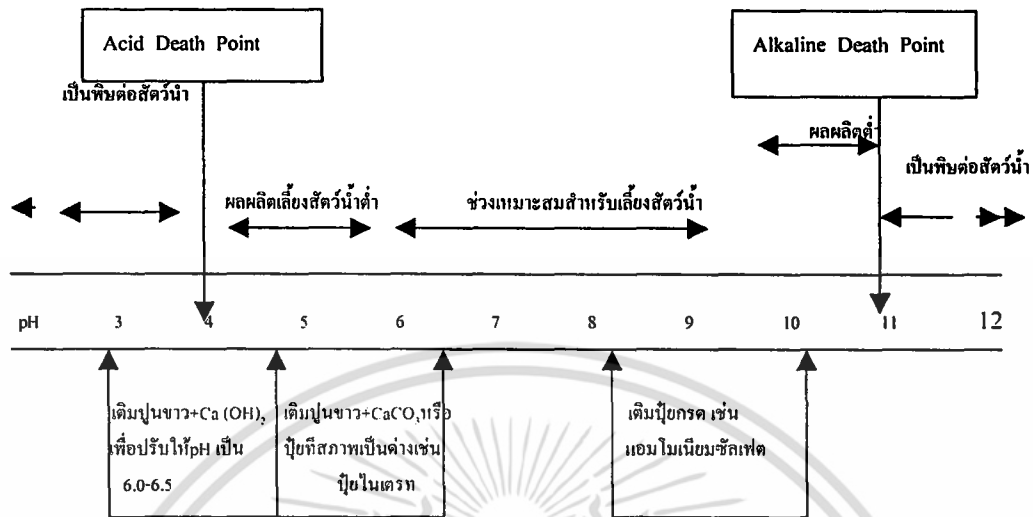 Acid Death Point
Alkaline Death Point
เป็นพิษต่อสัตว์น้ำ
ผลผลิตต่ำ
เป็นพิษต่อสัตว์น้ำ
ผลผลิตเลี้ยงสัตว์น้ำต่ำ
ช่วงเหมาะสมสำหรับเลี้ยงสัตว์น้ำ
pH 3 4 5 6 7 8 9 10 11 12
เติมปูนขาว+Ca (OH)₂
เพื่อปรับให้pH เป็น
6.0-6.5
เติมปูนขาว+CaCO₃หรือ
ปุ๋ยที่สภาพเป็นด่างเช่น
ปุ๋ยไนเตรท
เติมปุ๋ยกรด เช่น
แอมโมเนียมซัลเฟต